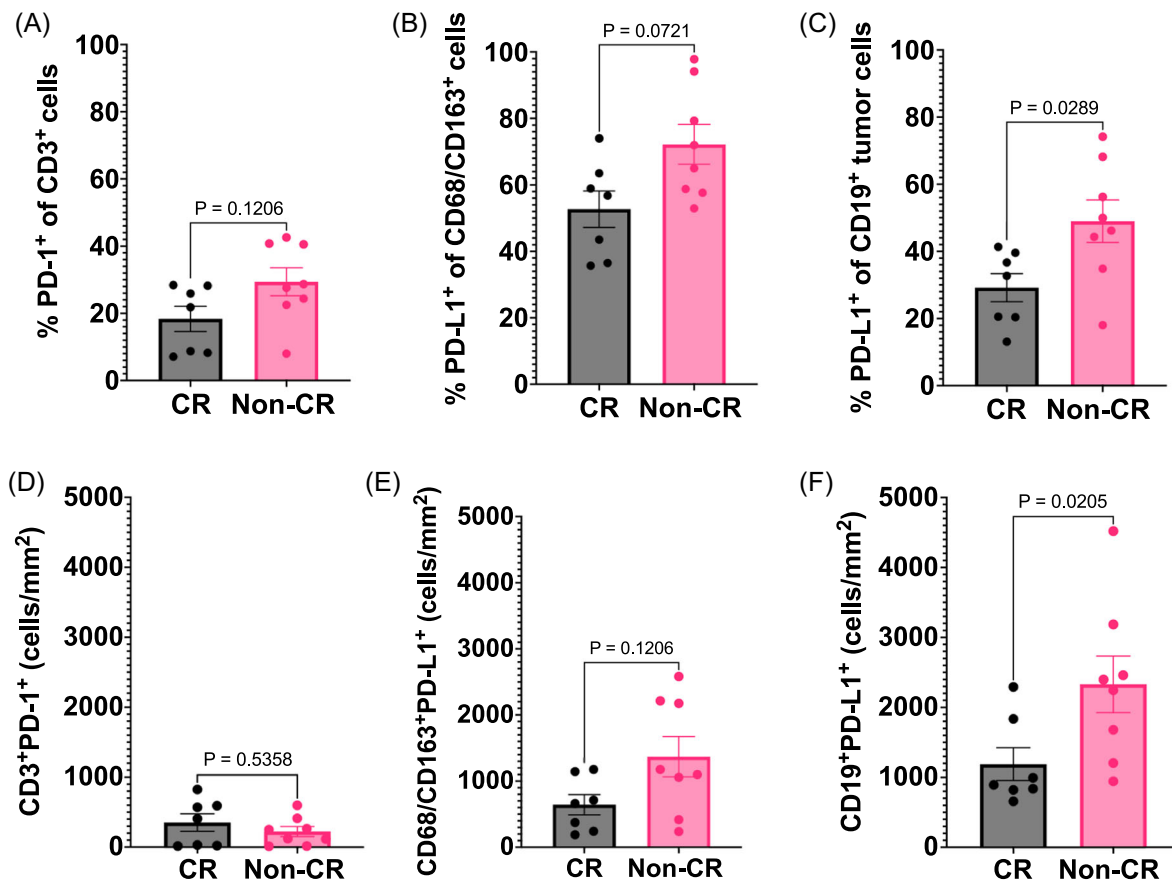 (A)
% PD-1⁺ of CD3⁺ cells
100
80
60
40
20
0
P = 0.1206
CR Non-CR
(B)
% PD-L1⁺ of CD68/CD163⁺ cells
100
80
60
40
20
0
P = 0.0721
CR Non-CR
(C)
% PD-L1⁺ of CD19⁺ tumor cells
100
80
60
40
20
0
P = 0.0289
CR Non-CR
(D)
CD3⁺PD-1⁺ (cells/mm²)
5000
4000
3000
2000
1000
0
P = 0.5358
CR Non-CR
(E)
CD68/CD163⁺PD-L1⁺ (cells/mm²)
5000
4000
3000
2000
1000
0
P = 0.1206
CR Non-CR
(F)
CD19⁺PD-L1⁺ (cells/mm²)
5000
4000
3000
2000
1000
0
P = 0.0205
CR Non-CR